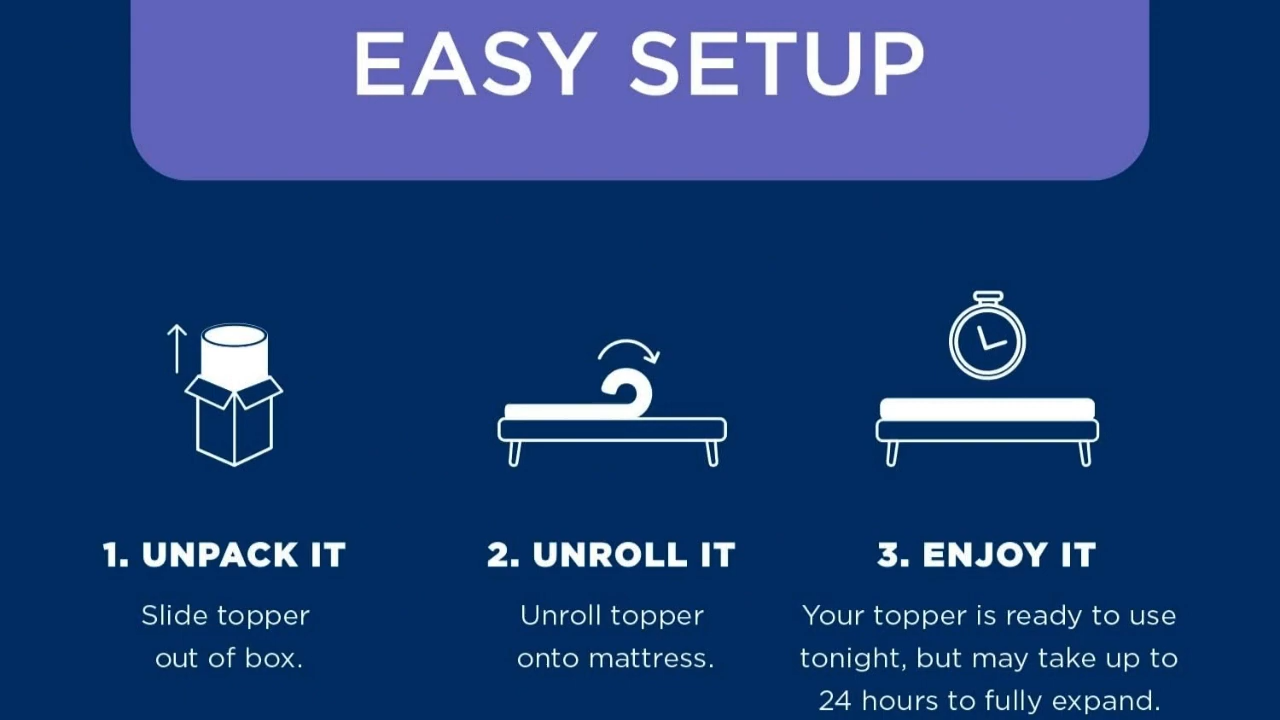 EASY SETUP
1. UNPACK IT
Slide topper
out of box.
2. UNROLL IT
Unroll topper
onto mattress.
3. ENJOY IT
Your topper is ready to use
tonight, but may take up to
24 hours to fully expand.